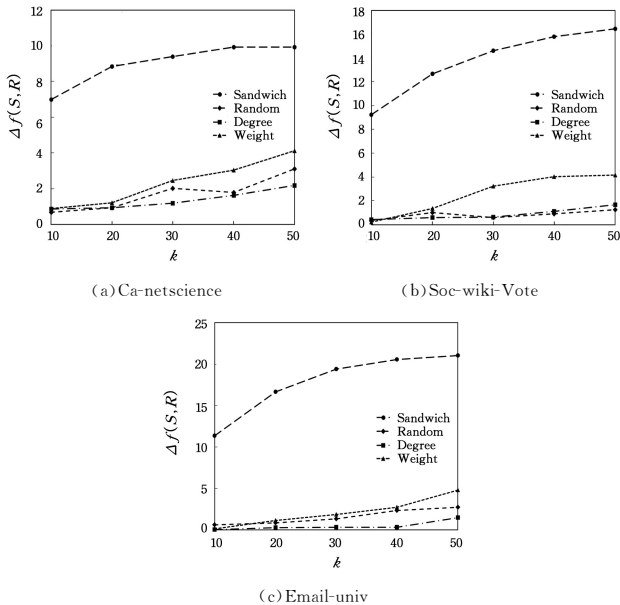 12
10
8
6
4
2
0
Δf(S,R)
Sandwich
Random
Degree
Weight
10 20 30 40 50
k
(a)Ca-netscience
18
16
14
12
10
8
6
4
2
0
Δf(S,R)
Sandwich
Random
Degree
Weight
10 20 30 40 50
k
(b)Soc-wiki-Vote
25
20
15
10
5
0
Δf(S,R)
Sandwich
Random
Degree
Weight
10 20 30 40 50
k
(c)Email-univ